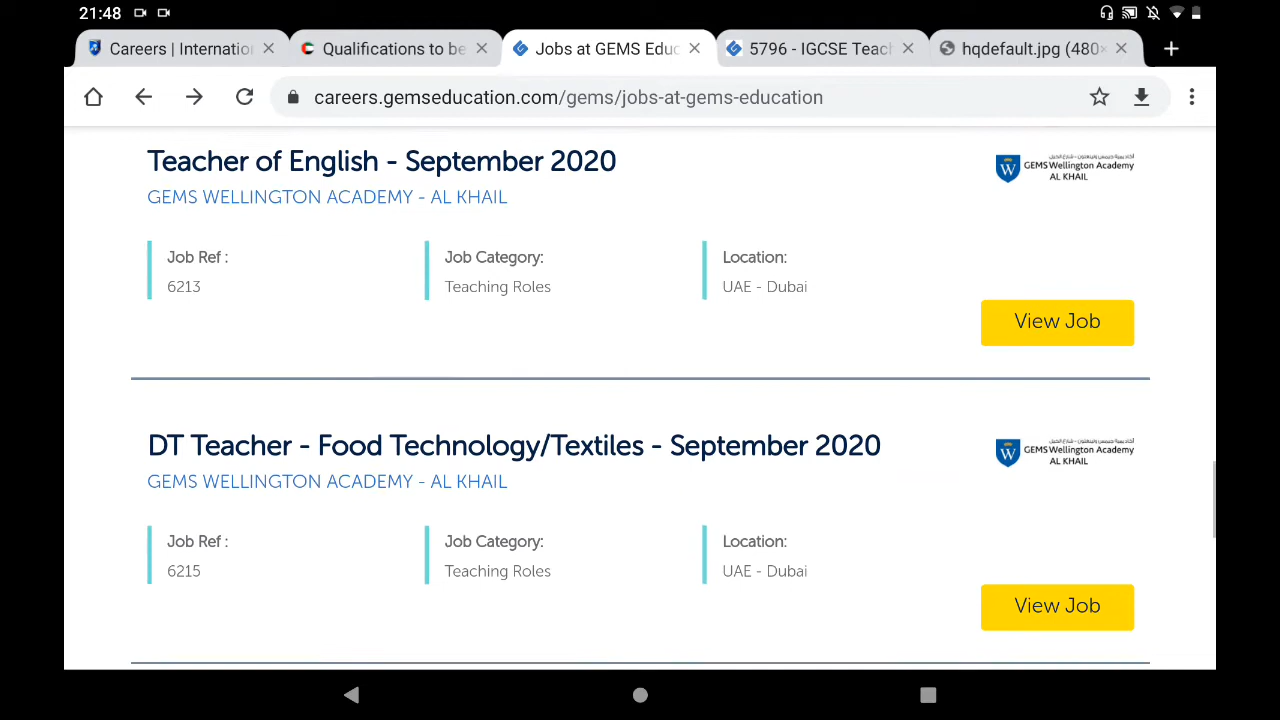 21:48
Careers | Internatio
Qualifications to be
Jobs at GEMS Educ
5796 - IGCSE Teach
hqdefault.jpg (480×
careers.gemseducation.com/gems/jobs-at-gems-education
Teacher of English - September 2020
GEMS WELLINGTON ACADEMY - AL KHAIL
GEMS Wellington Academy
AL KHAIL
Job Ref :
6213
Job Category:
Teaching Roles
Location:
UAE - Dubai
View Job
DT Teacher - Food Technology/Textiles - September 2020
GEMS WELLINGTON ACADEMY - AL KHAIL
GEMS Wellington Academy
AL KHAIL
Job Ref :
6215
Job Category:
Teaching Roles
Location:
UAE - Dubai
View Job